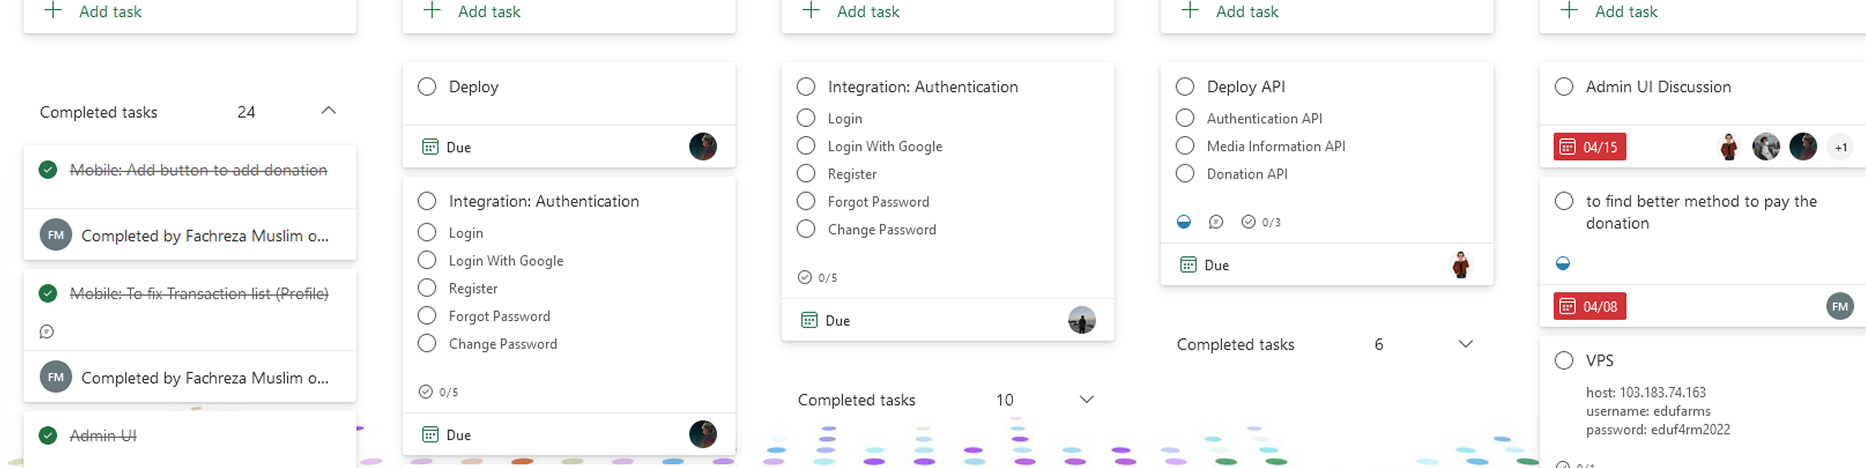 Add task
Completed tasks 24
Mobile: Add button to add donation
FM Completed by Fachreza Muslim o...
Mobile: To fix Transaction list (Profile)
FM Completed by Fachreza Muslim o...
Admin UI
Add task
Deploy
Due
Integration: Authentication
Login
Login With Google
Register
Forgot Password
Change Password
0/5
Due
Add task
Integration: Authentication
Login
Login With Google
Register
Forgot Password
Change Password
0/5
Due
Completed tasks 10
Add task
Deploy API
Authentication API
Media Information API
Donation API
0/3
Due
Completed tasks 6
Add task
Admin UI Discussion
04/15 +1
to find better method to pay the
donation
04/08 FM
VPS
host: 103.183.74.163
username: edufarms
password: eduf4rm2022
0/1